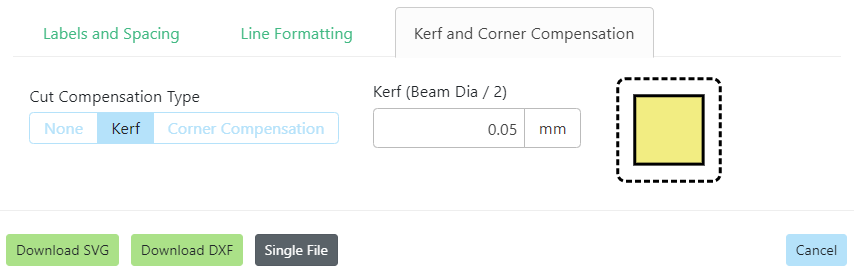 Labels and Spacing
Line Formatting
Kerf and Corner Compensation
Cut Compensation Type
None
Kerf
Corner Compensation
Kerf (Beam Dia / 2)
0.05
mm
Download SVG
Download DXF
Single File
Cancel